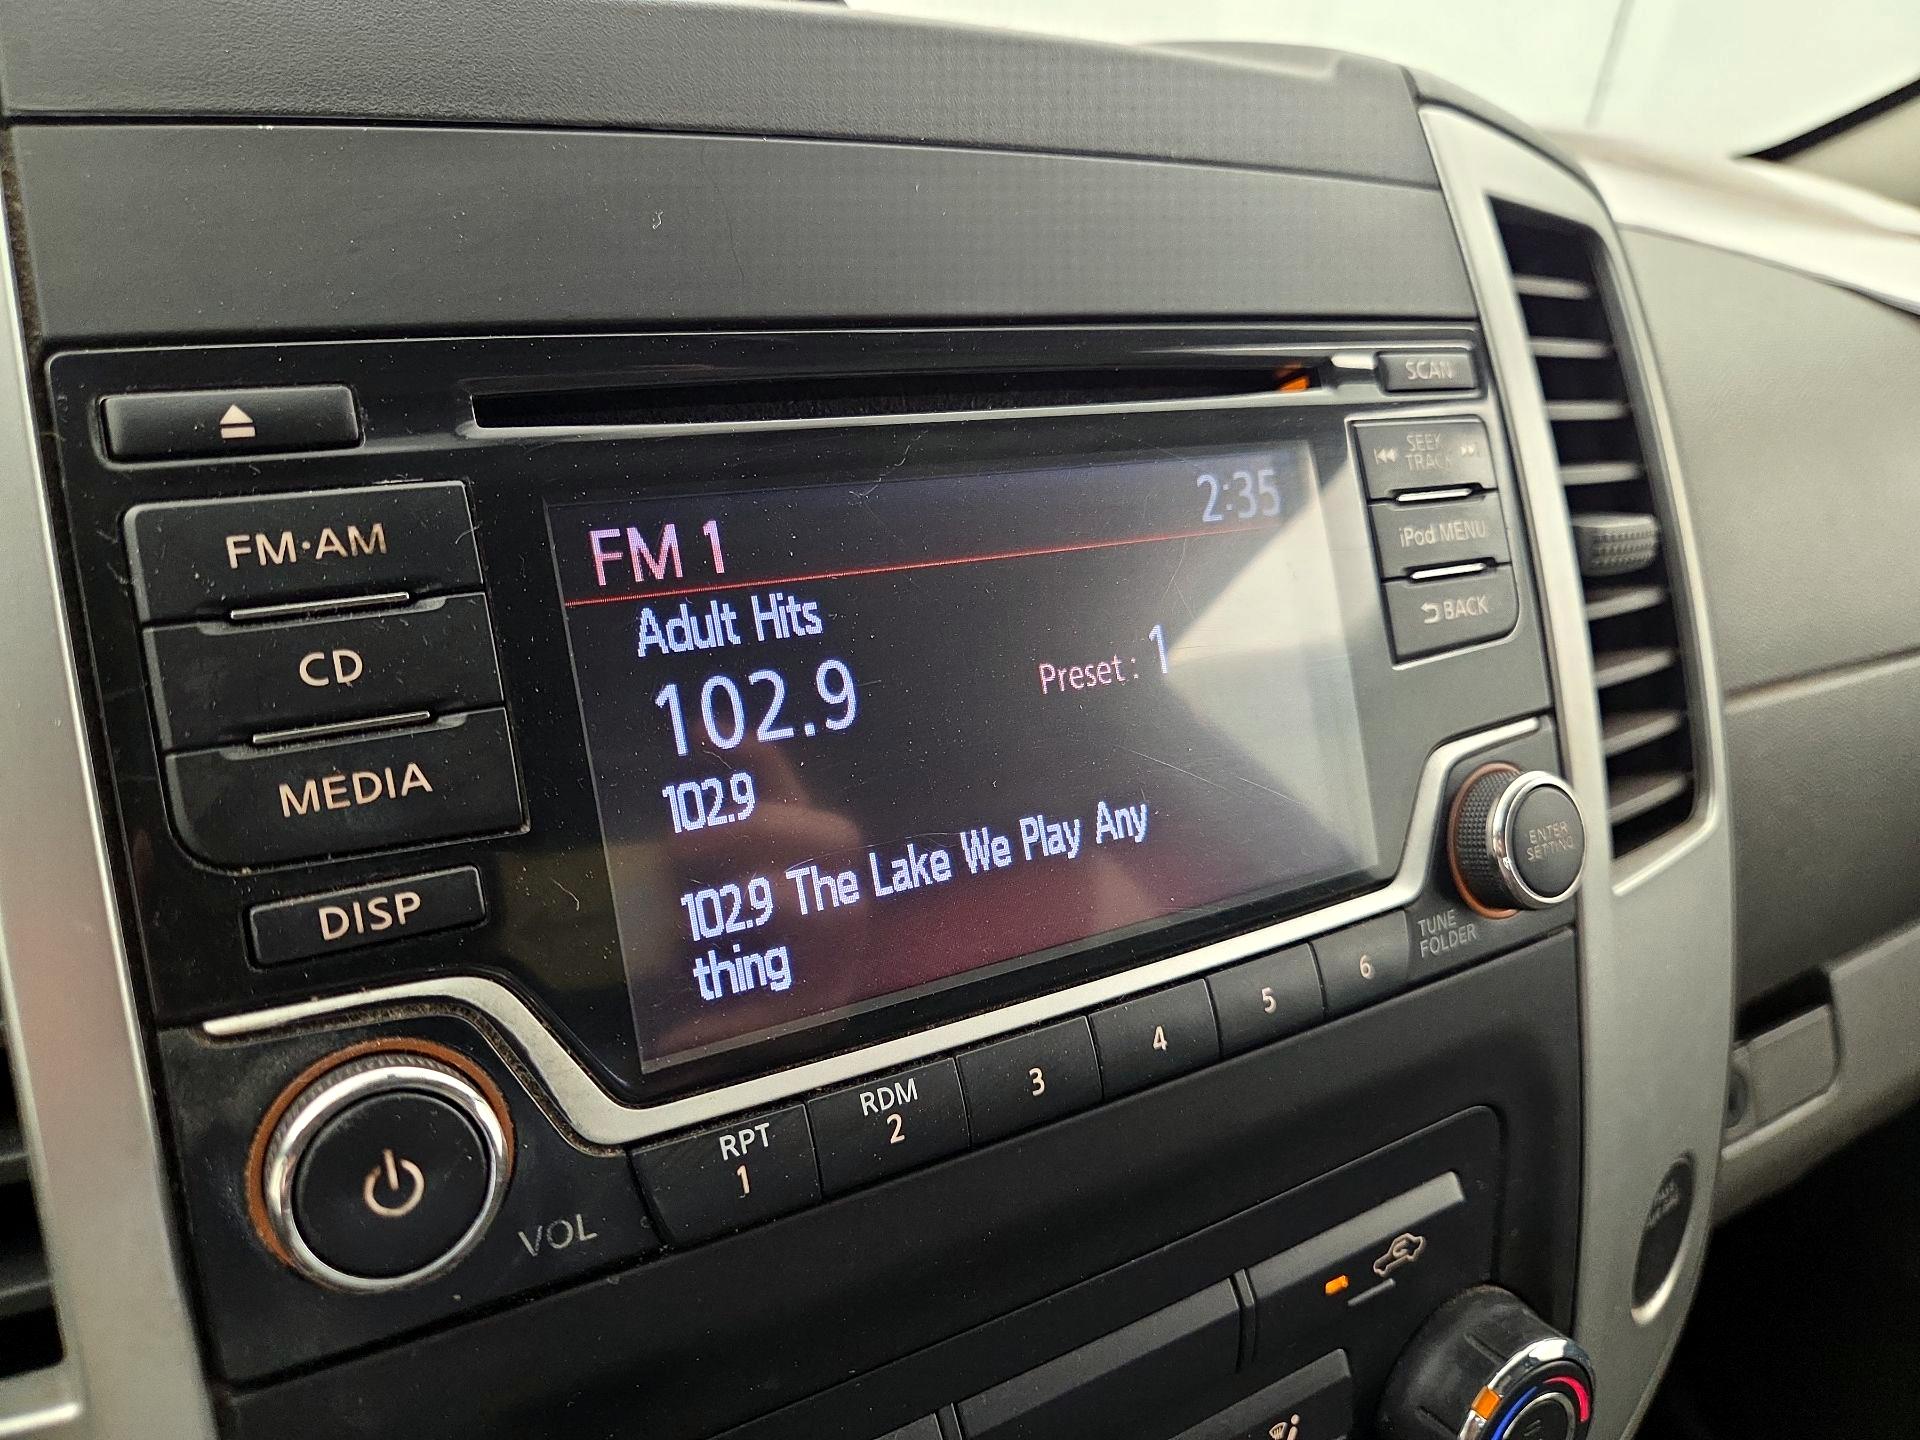 SCAN
SEEK
TRACK
FM·AM
2:35
FM 1
iPod MENU
Adult Hits
BACK
CD
Preset : 1
102.9
MEDIA
102.9
102.9 The Lake We Play Any
thing
ENTER
SETTING
DISP
TUNE
FOLDER
6
5
4
3
RDM
2
RPT
1
VOL